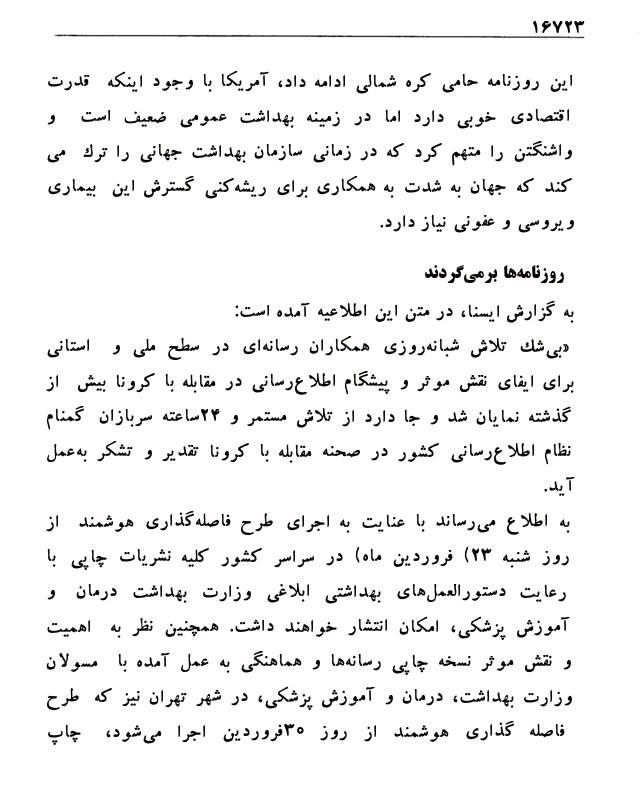 ۱۶۷۲۳
این روزنامه حامی کره شمالی ادامه داد، آمریکا با وجود اینکه قدرت
اقتصادی خوبی دارد اما در زمینه بهداشت عمومی ضعیف است و
واشنگتن را متهم کرد که در زمانی سازمان بهداشت جهانی را ترك می
کند که جهان به شدت به همکاری برای ریشه‌کنی گسترش این بیماری
ویروسی و عفونی نیاز دارد.
روزنامه‌ها برمی‌گردند
به گزارش ایسنا، در متن این اطلاعیه آمده است:
«بی‌شك تلاش شبانه‌روزی همکاران رسانه‌ای در سطح ملی و استانی
برای ایفای نقش موثر و پیشگام اطلاع‌رسانی در مقابله با کرونا بیش از
گذشته نمایان شد و جا دارد از تلاش مستمر و ۲۴ساعته سربازان گمنام
نظام اطلاع‌رسانی کشور در صحنه مقابله با کرونا تقدیر و تشکر به‌عمل
آید.
به اطلاع می‌رساند با عنایت به اجرای طرح فاصله‌گذاری هوشمند از
روز شنبه ۲۳) فروردین ماه) در سراسر کشور کلیه نشریات چاپی با
رعایت دستورالعمل‌های بهداشتی ابلاغی وزارت بهداشت درمان و
آموزش پزشکی، امکان انتشار خواهند داشت. همچنین نظر به اهمیت
و نقش موثر نسخه چاپی رسانه‌ها و هماهنگی به عمل آمده با مسولان
وزارت بهداشت، درمان و آموزش پزشکی، در شهر تهران نیز که طرح
فاصله گذاری هوشمند از روز ۳۰فروردین اجرا می‌شود، چاپ